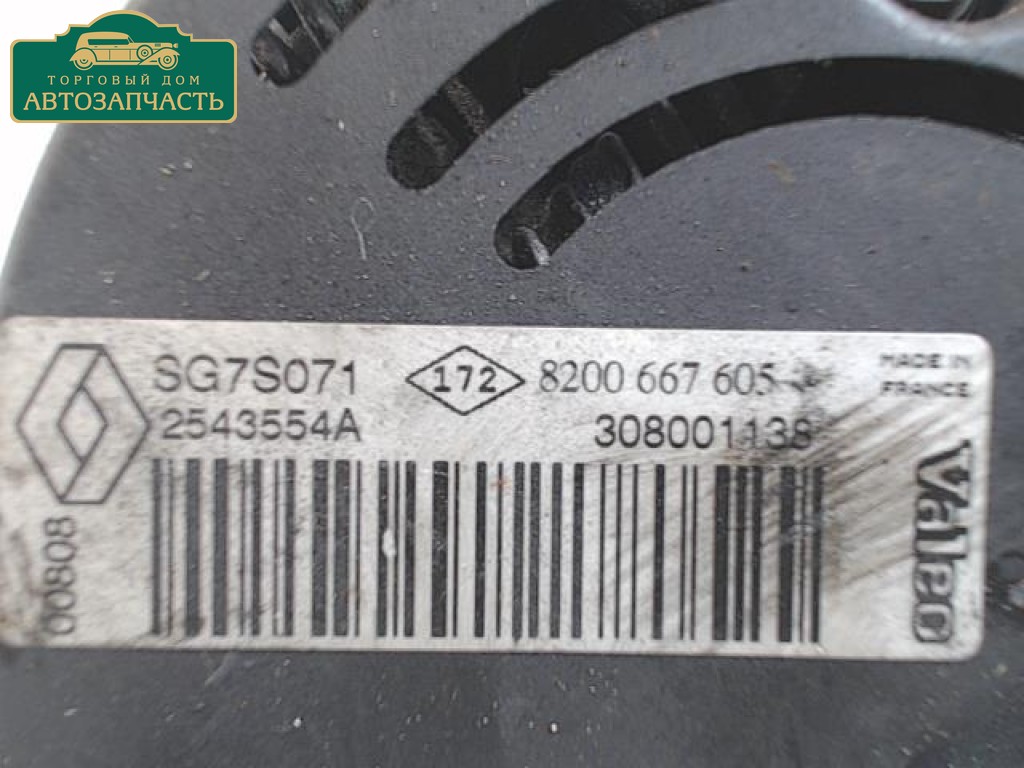 ТОРГОВЫЙ ДОМ
АВТОЗАПЧАСТЬ
SG7S071
172
8200 667 605
MADE IN
FRANCE
2543554A
308001138
00808
Valeo